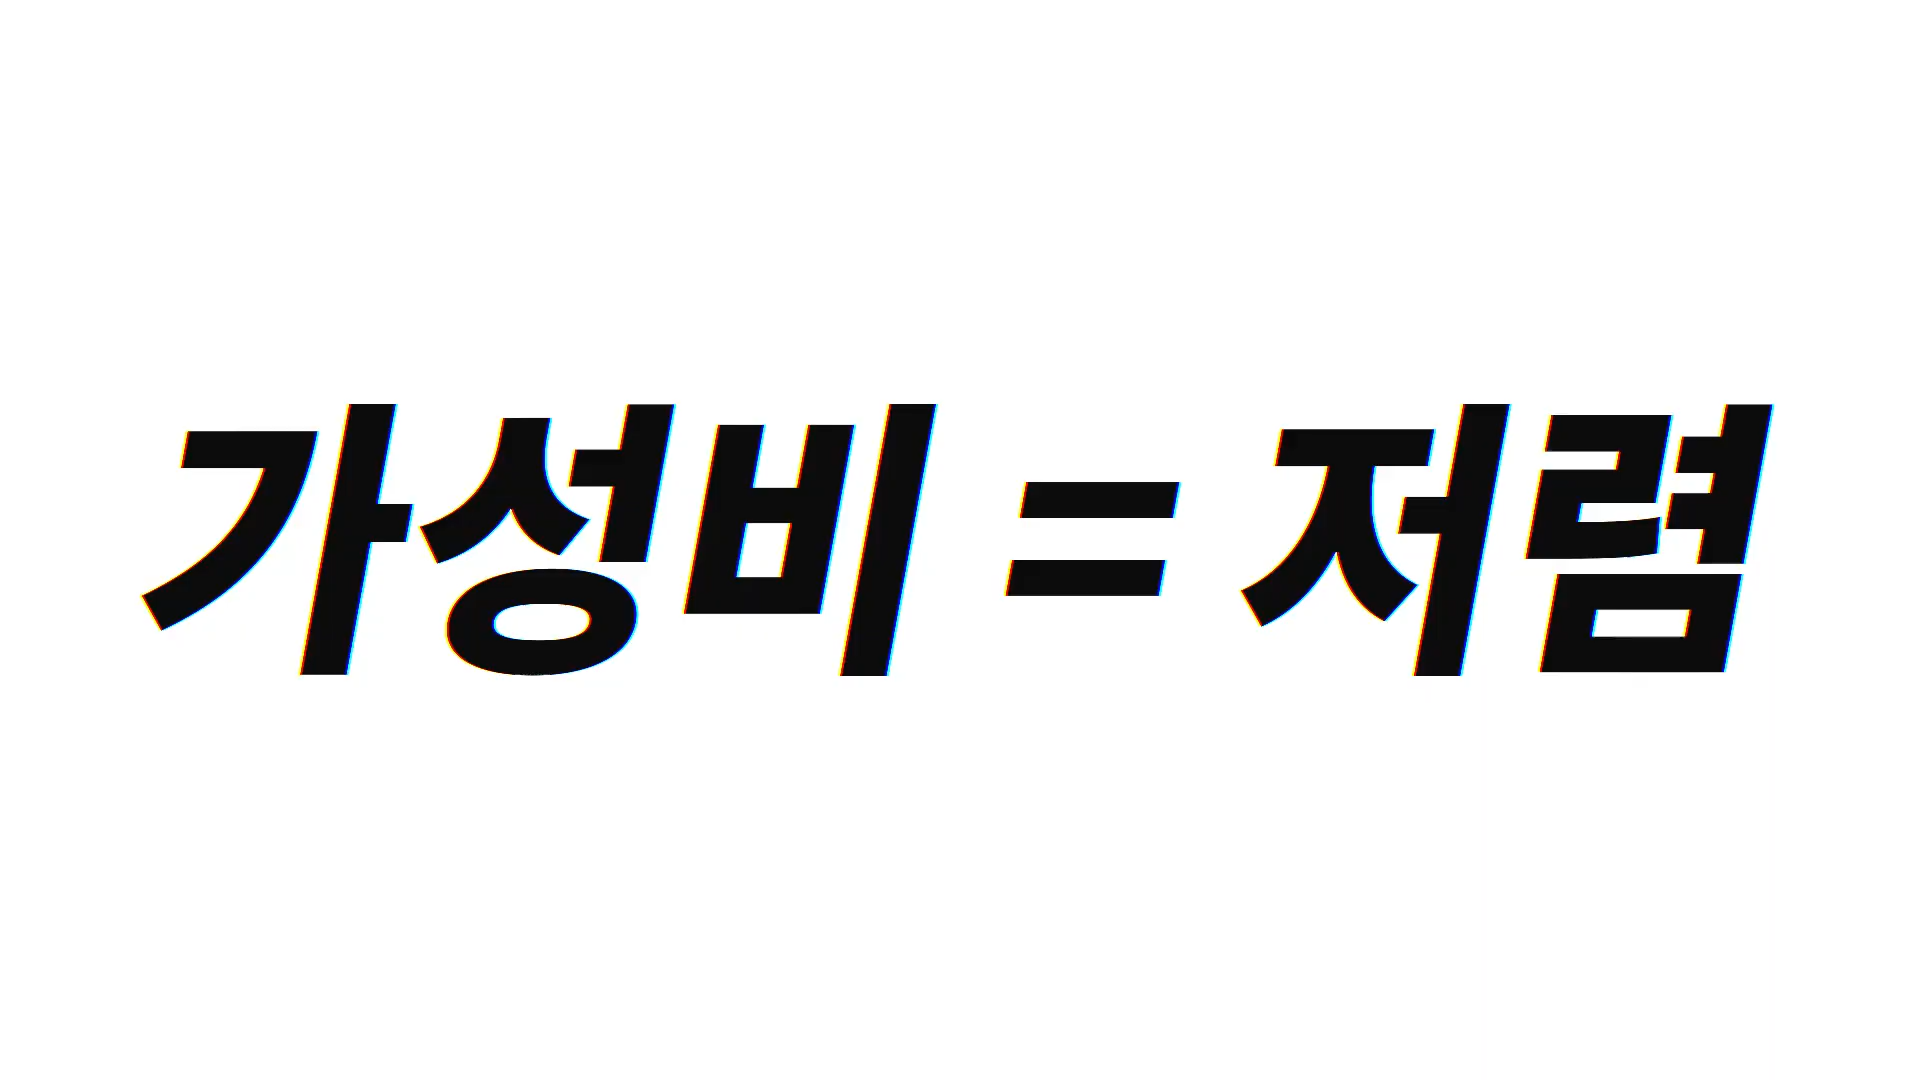 가성비 = 저렴